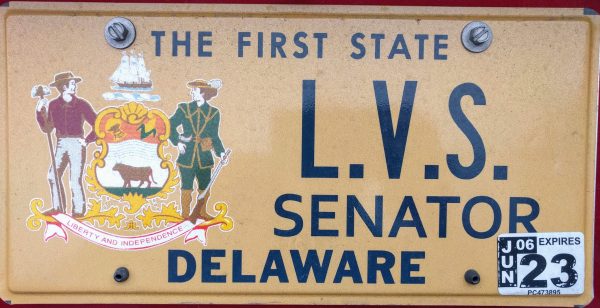 THE FIRST STATE
L.V.S.
SENATOR
LIBERTY AND INDEPENDENCE
DELAWARE
JUN 06 EXPIRES
23
PC473895